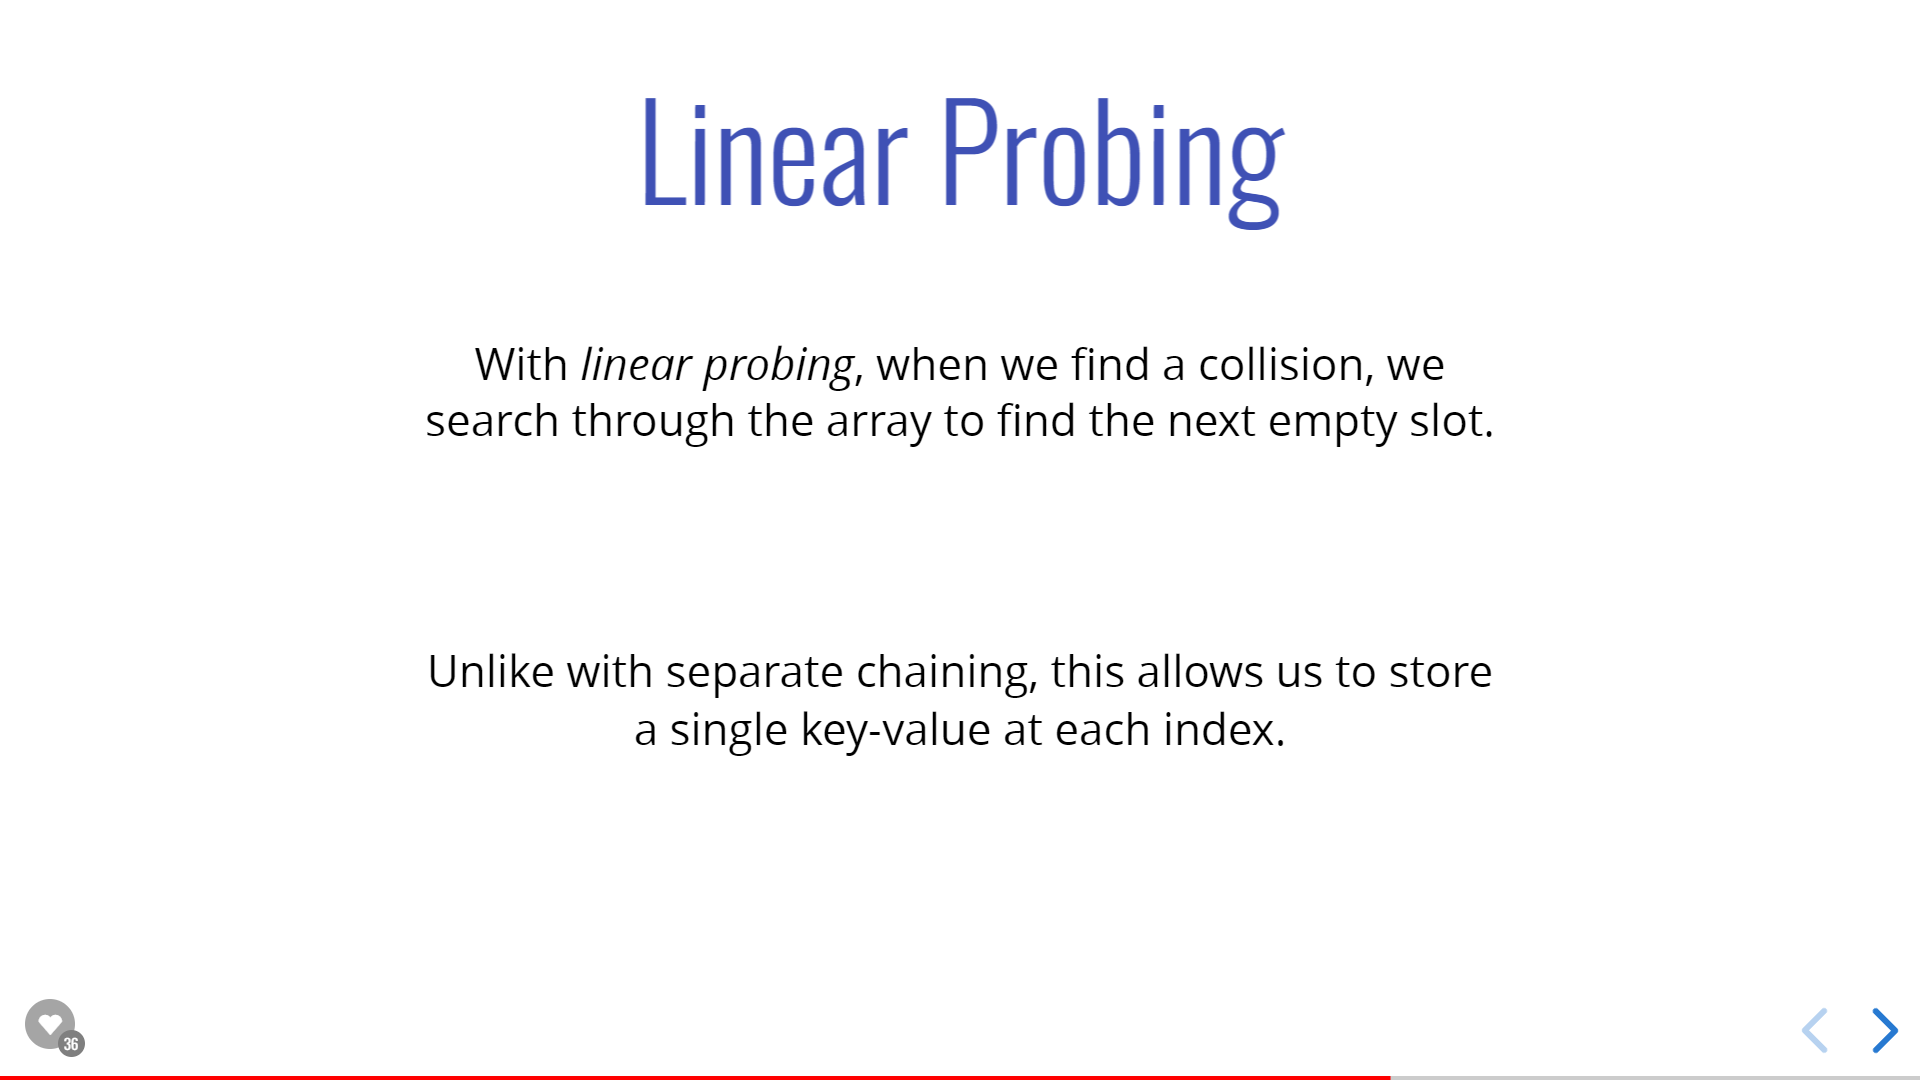 Linear Probing
With linear probing, when we find a collision, we
search through the array to find the next empty slot.
Unlike with separate chaining, this allows us to store
a single key-value at each index.
36